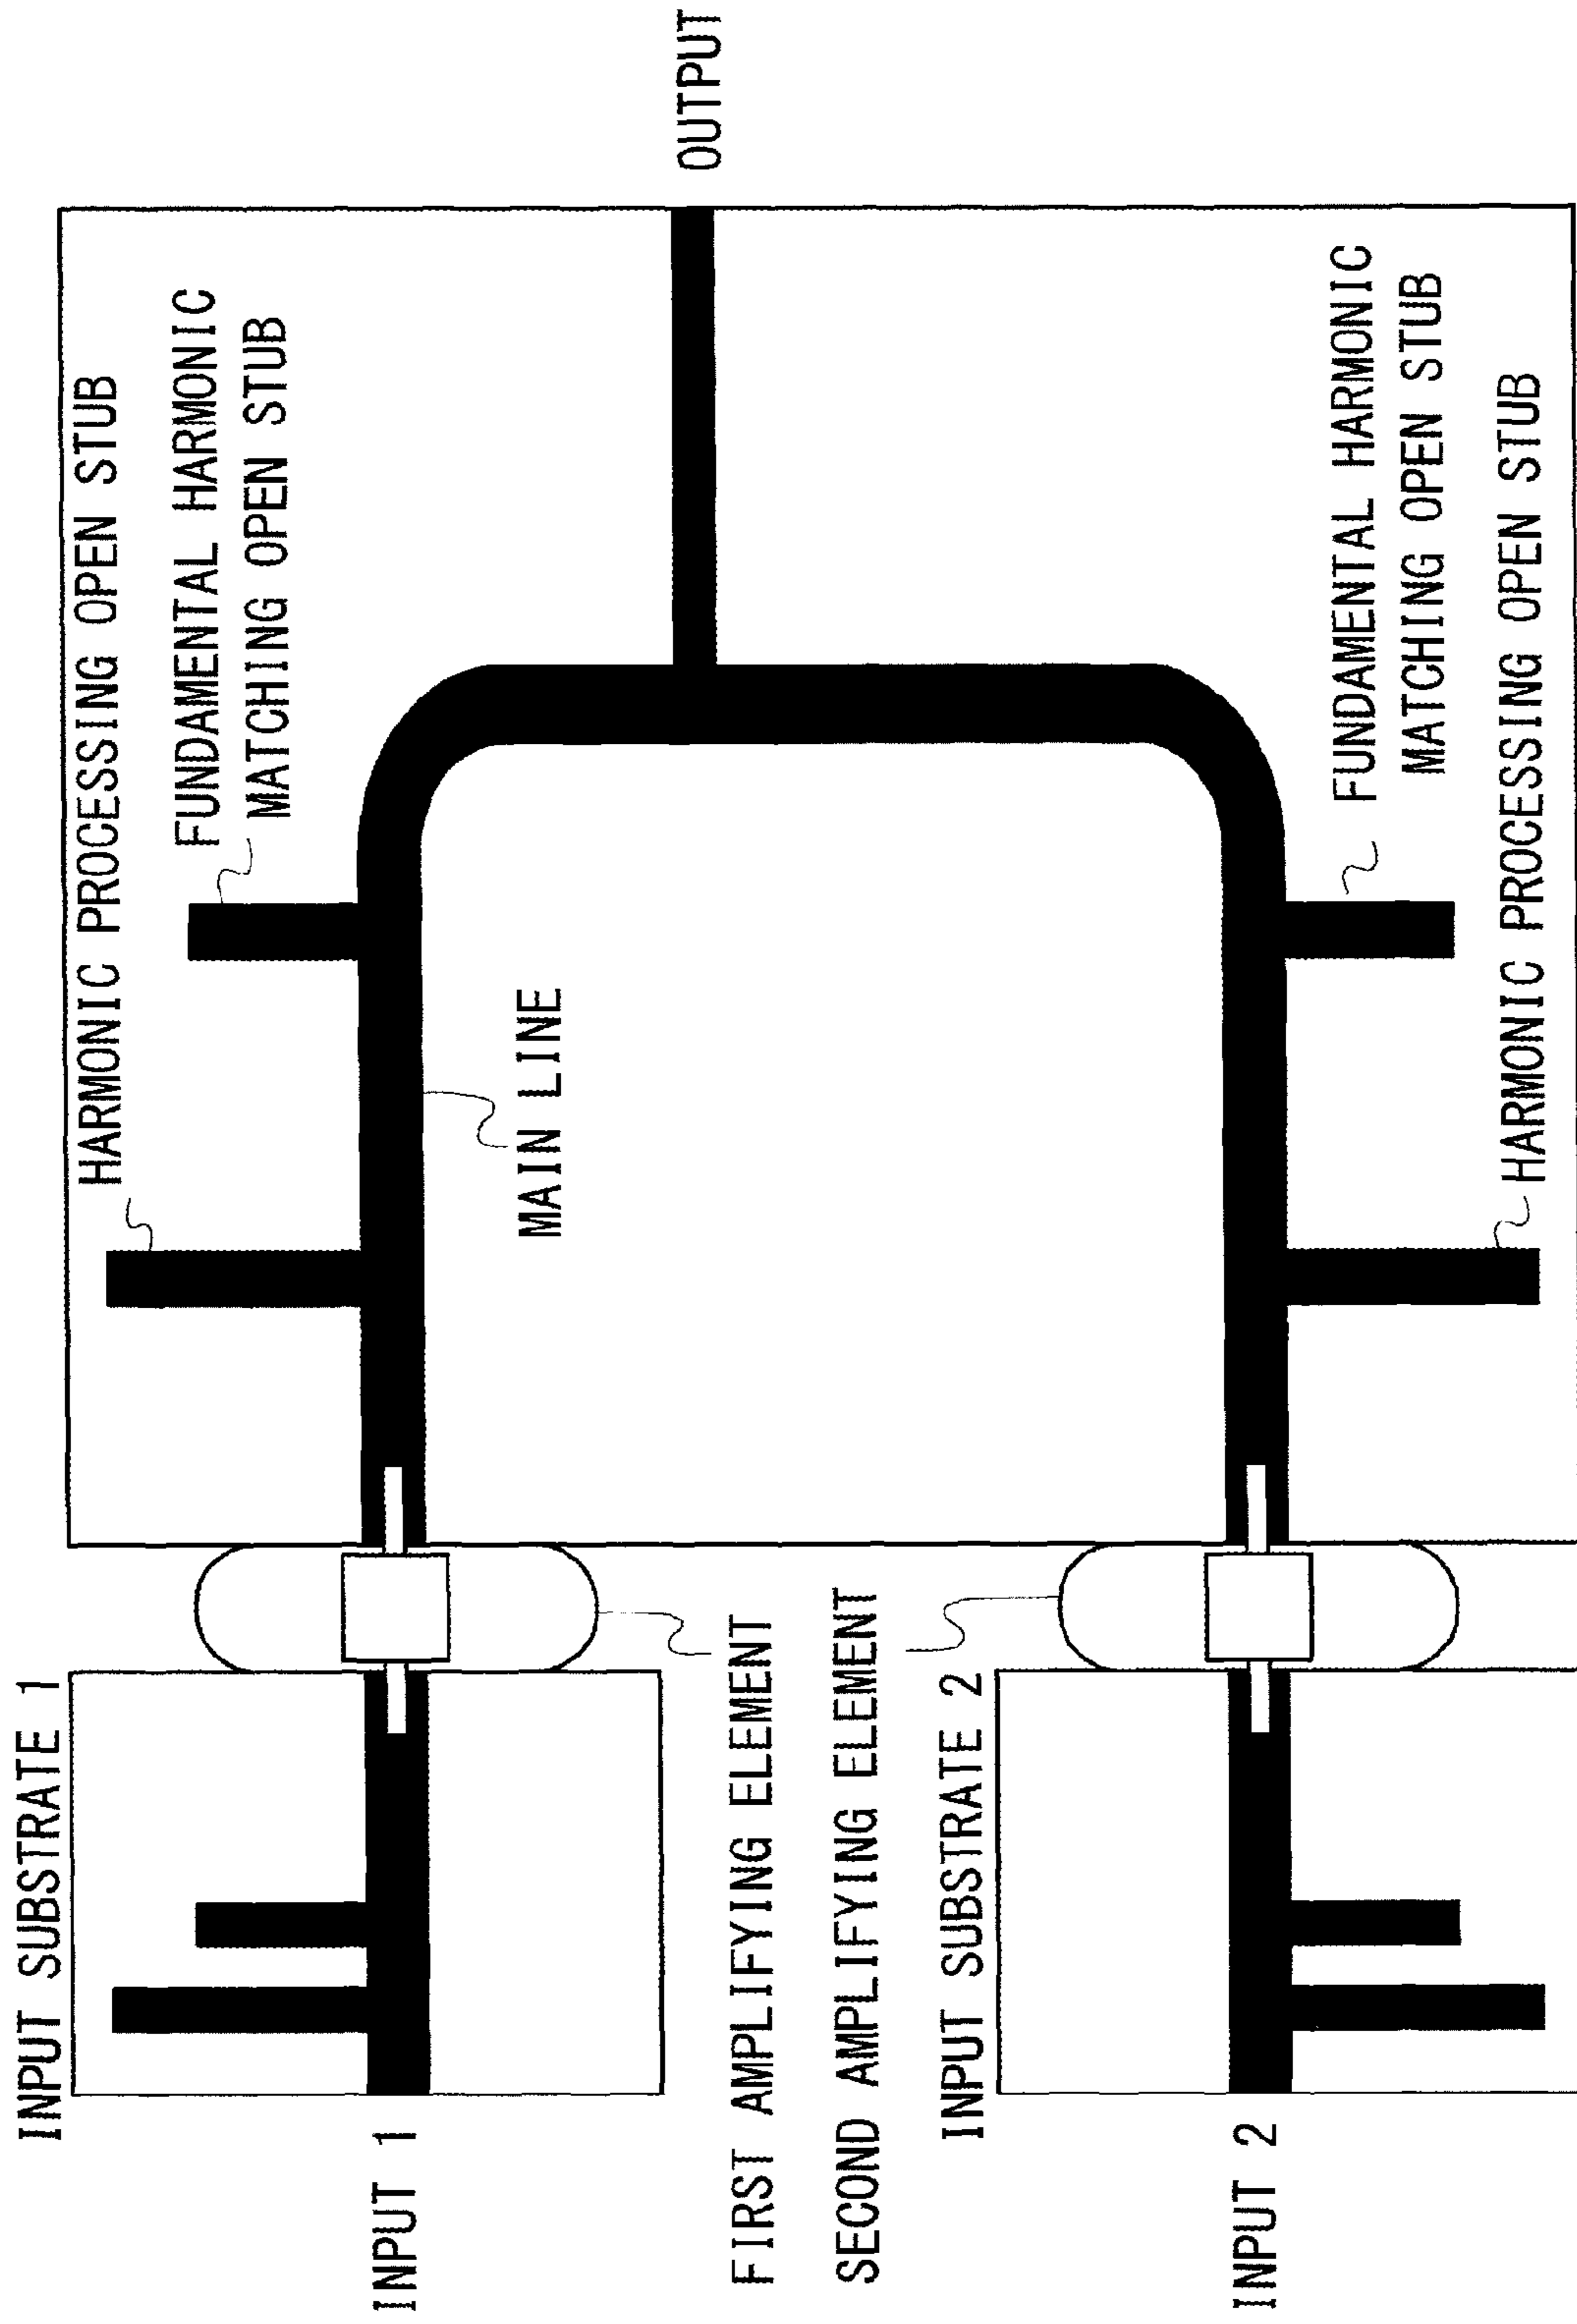 INPUT SUBSTRATE 1
HARMONIC PROCESSING OPEN STUB
FUNDAMENTAL HARMONIC
MATCHING OPEN STUB
INPUT 1
MAIN LINE
OUTPUT
FIRST AMPLIFYING ELEMENT
SECOND AMPLIFYING ELEMENT
INPUT SUBSTRATE 2
INPUT 2
FUNDAMENTAL HARMONIC
MATCHING OPEN STUB
HARMONIC PROCESSING OPEN STUB